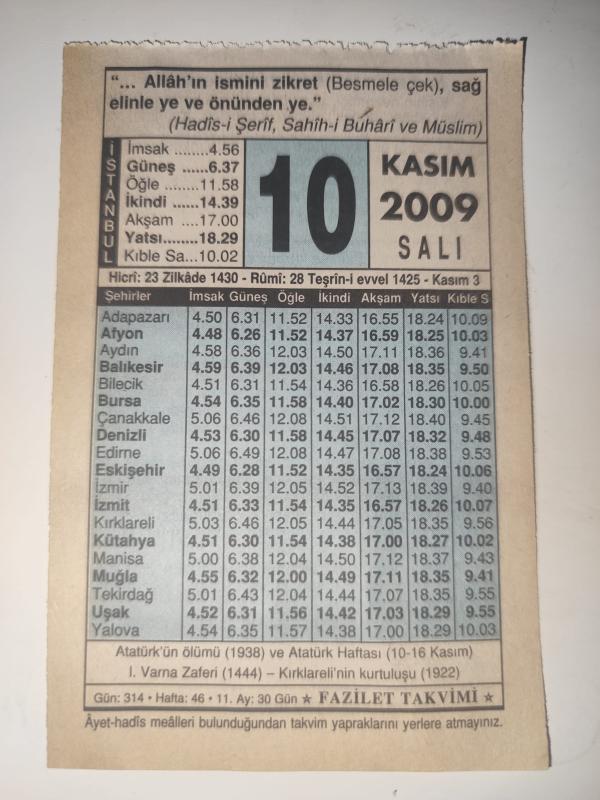 “... Allâh’ın ismini zikret (Besmele çek), sağ
elinle ye ve önünden ye.”
(Hadîs-i Şerîf, Sahîh-i Buhârî ve Müslim)
İSTANBUL
İmsak ........4.56
Güneş ......6.37
Öğle ........11.58
İkindi ......14.39
Akşam ....17.00
Yatsı........18.29
Kıble Sa...10.02
10
KASIM
2009
SALI
Hicrî: 23 Zilkâde 1430 - Rûmî: 28 Teşrîn-i evvel 1425 - Kasım 3
Şehirler İmsak Güneş Öğle İkindi Akşam Yatsı Kıble S
Adapazarı 4.50 6.31 11.52 14.33 16.55 18.24 10.09
Afyon 4.48 6.26 11.52 14.37 16.59 18.25 10.03
Aydın 4.58 6.36 12.03 14.50 17.11 18.36 9.41
Balıkesir 4.59 6.39 12.03 14.46 17.08 18.35 9.50
Bilecik 4.51 6.31 11.54 14.36 16.58 18.26 10.05
Bursa 4.54 6.35 11.58 14.40 17.02 18.30 10.00
Çanakkale 5.06 6.46 12.08 14.51 17.12 18.40 9.45
Denizli 4.53 6.30 11.58 14.45 17.07 18.32 9.48
Edirne 5.06 6.49 12.08 14.47 17.08 18.38 9.53
Eskişehir 4.49 6.28 11.52 14.35 16.57 18.24 10.06
İzmir 5.01 6.39 12.05 14.52 17.13 18.39 9.40
İzmit 4.51 6.33 11.54 14.35 16.57 18.26 10.07
Kırklareli 5.03 6.46 12.05 14.44 17.05 18.35 9.56
Kütahya 4.51 6.30 11.54 14.38 17.00 18.27 10.02
Manisa 5.00 6.38 12.04 14.50 17.12 18.37 9.43
Muğla 4.55 6.32 12.00 14.49 17.11 18.35 9.41
Tekirdağ 5.01 6.43 12.04 14.44 17.07 18.35 9.55
Uşak 4.52 6.31 11.56 14.42 17.03 18.29 9.55
Yalova 4.54 6.35 11.57 14.38 17.00 18.29 10.03
Atatürk’ün ölümü (1938) ve Atatürk Haftası (10-16 Kasım)
I. Varna Zaferi (1444) – Kırklareli’nin kurtuluşu (1922)
Gün: 314 • Hafta: 46 • 11. Ay: 30 Gün ★ FAZİLET TAKVİMİ ★
Âyet-hadîs meâlleri bulunduğundan takvim yapraklarını yerlere atmayınız.